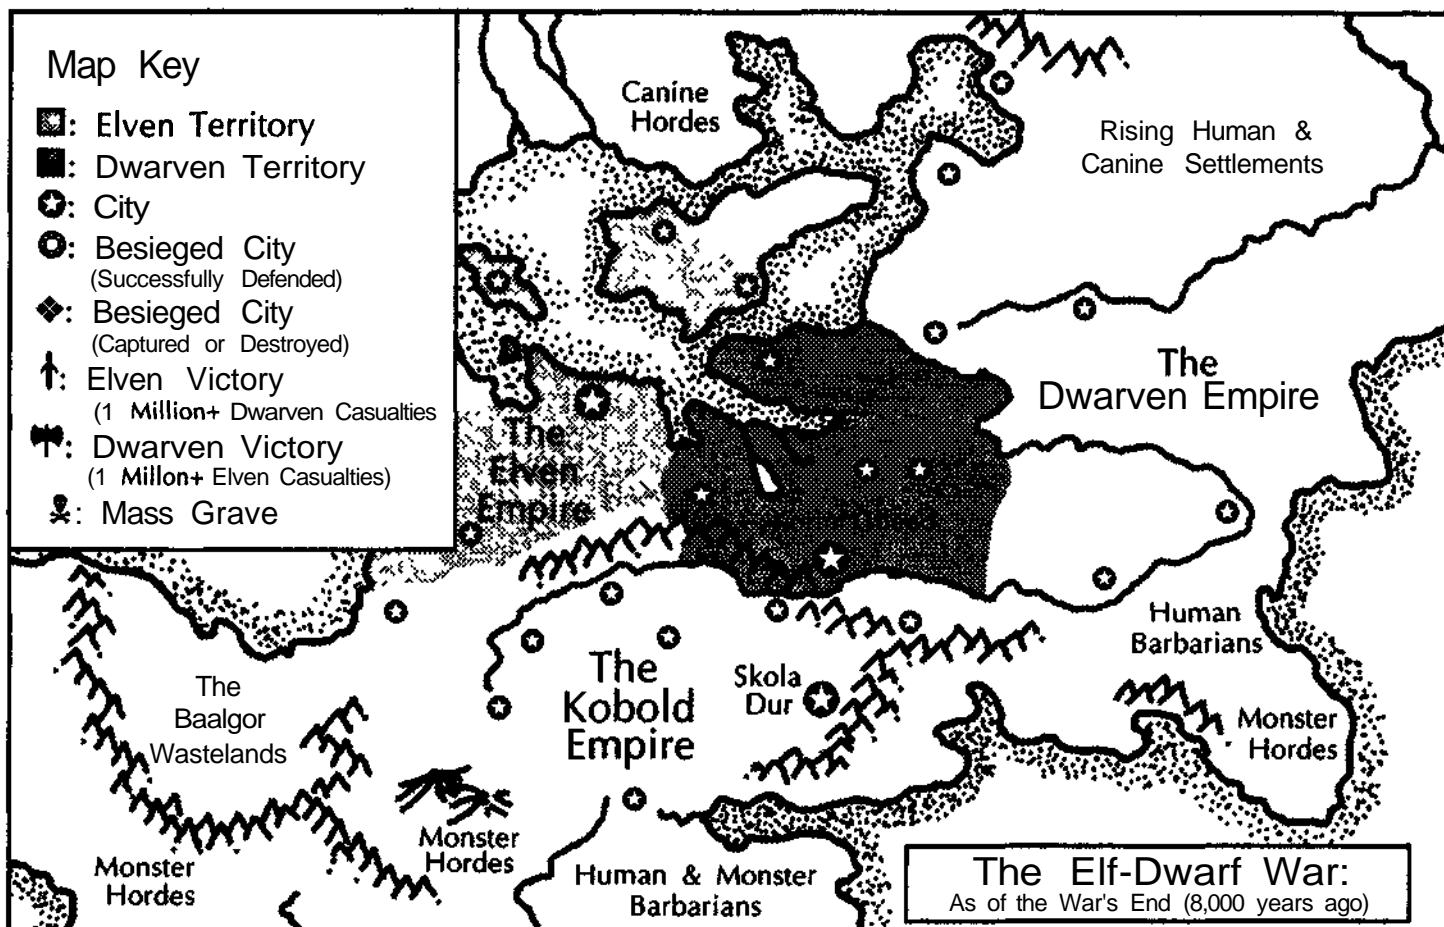 Map Key
: Elven Territory
: Dwarven Territory
: City
: Besieged City
(Successfully Defended)
: Besieged City
(Captured or Destroyed)
: Elven Victory
(1 Million+ Dwarven Casualties
: Dwarven Victory
(1 Millon+ Elven Casualties)
: Mass Grave
Canine
Hordes
Rising Human &
Canine Settlements
The
Dwarven Empire
The
Elven
Empire
Human
Barbarians
The
Kobold
Empire
Skola
Dur
The
Baalgor
Wastelands
Monster
Hordes
Monster
Hordes
Monster
Hordes
Human & Monster
Barbarians
The Elf-Dwarf War:
As of the War's End (8,000 years ago)